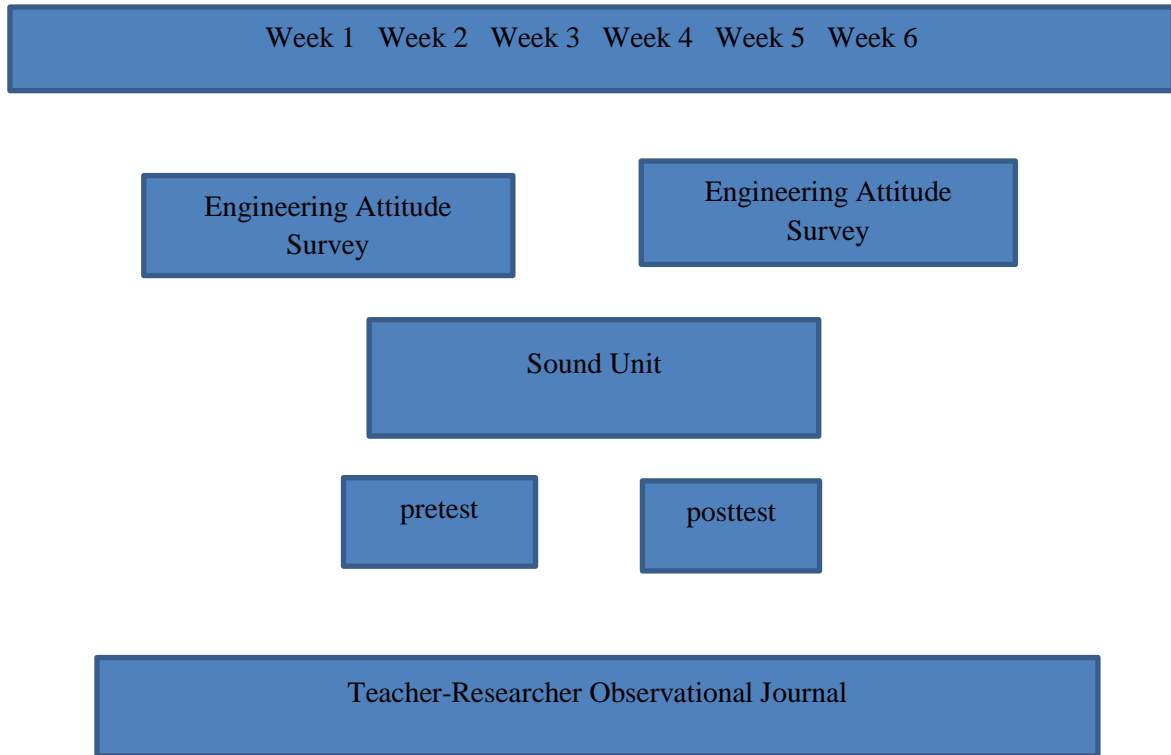 Week 1 Week 2 Week 3 Week 4 Week 5 Week 6
Engineering Attitude
Survey
Engineering Attitude
Survey
Sound Unit
pretest
posttest
Teacher-Researcher Observational Journal